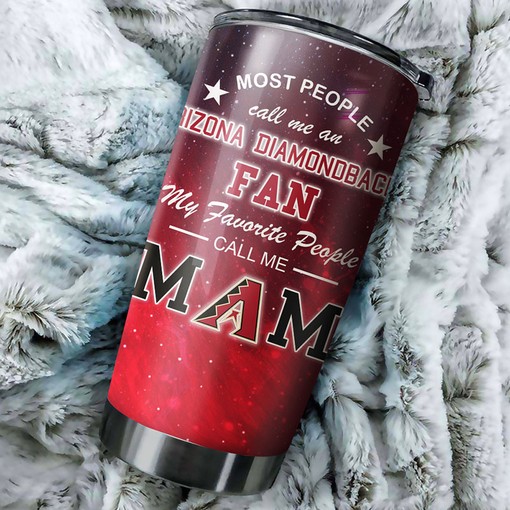 MOST PEOPLE
call me an
IZONA DIAMONDBAC
FAN
My Favorite People
CALL ME
MAM